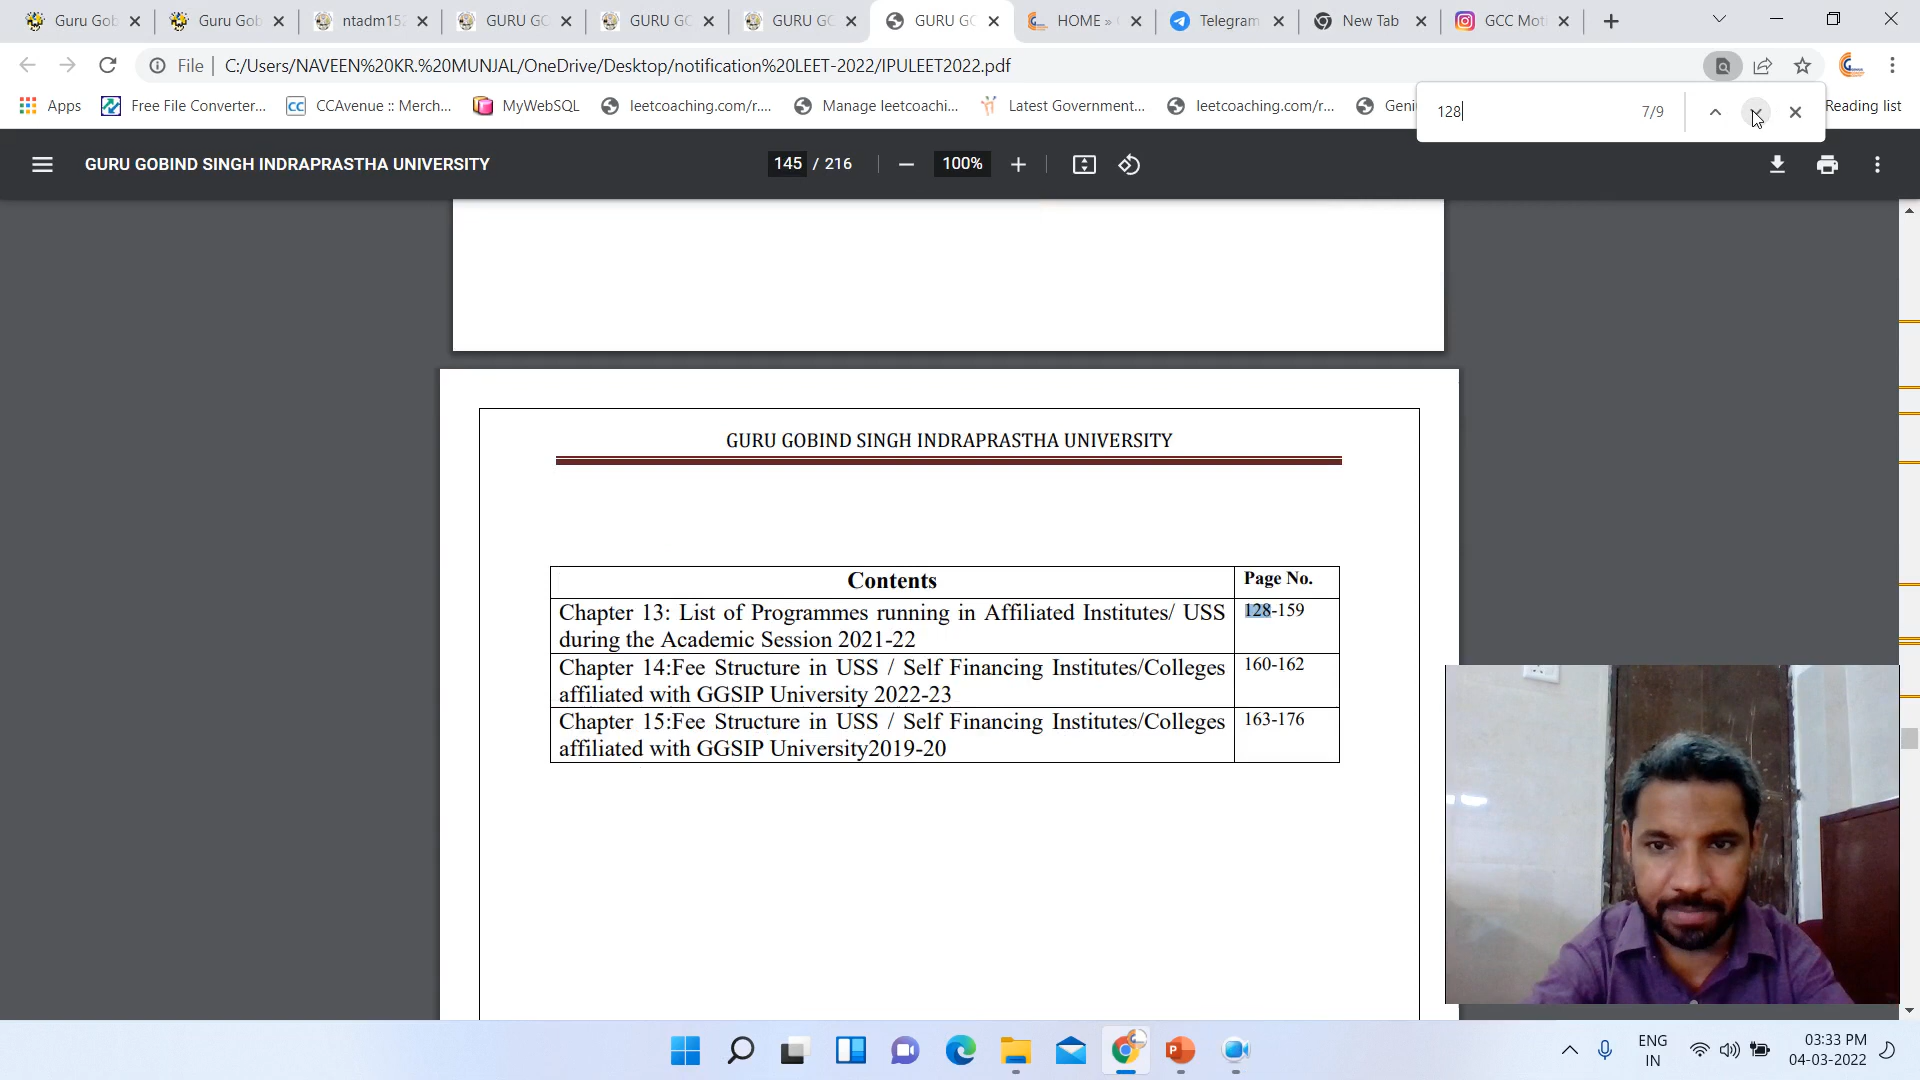 Guru Gob
Guru Gob
ntadm152
GURU GO
GURU GO
GURU GO
GURU GO
HOME »
Telegram
New Tab
GCC Mot
File
C:/Users/NAVEEN%20KR.%20MUNJAL/OneDrive/Desktop/notification%20LEET-2022/IPULEET2022.pdf
Apps
Free File Converter...
CC
CCAvenue :: Merch...
MyWebSQL
leetcoaching.com/r....
Manage leetcoachi...
Latest Government...
leetcoaching.com/r...
Geni
Reading list
128
7/9
GURU GOBIND SINGH INDRAPRASTHA UNIVERSITY
145 / 216
100%
GURU GOBIND SINGH INDRAPRASTHA UNIVERSITY
Contents Page No.
Chapter 13: List of Programmes running in Affiliated Institutes/ USS 128-159
during the Academic Session 2021-22
Chapter 14:Fee Structure in USS / Self Financing Institutes/Colleges 160-162
affiliated with GGSIP University 2022-23
Chapter 15:Fee Structure in USS / Self Financing Institutes/Colleges 163-176
affiliated with GGSIP University2019-20
ENG
IN
03:33 PM
04-03-2022